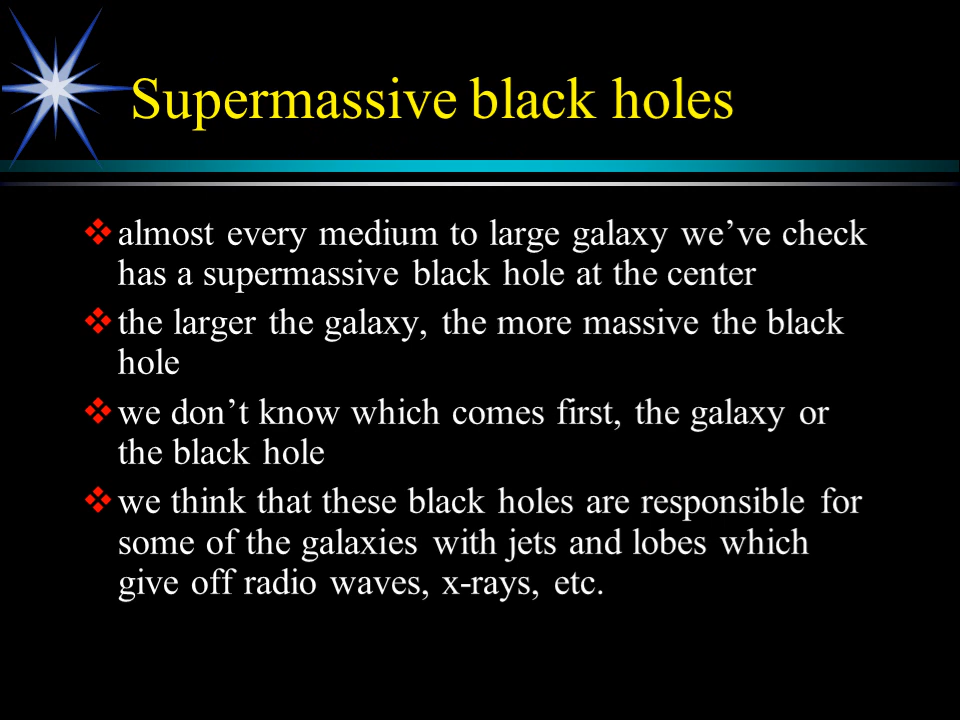 Supermassive black holes
almost every medium to large galaxy we’ve check
has a supermassive black hole at the center
the larger the galaxy, the more massive the black
hole
we don’t know which comes first, the galaxy or
the black hole
we think that these black holes are responsible for
some of the galaxies with jets and lobes which
give off radio waves, x-rays, etc.